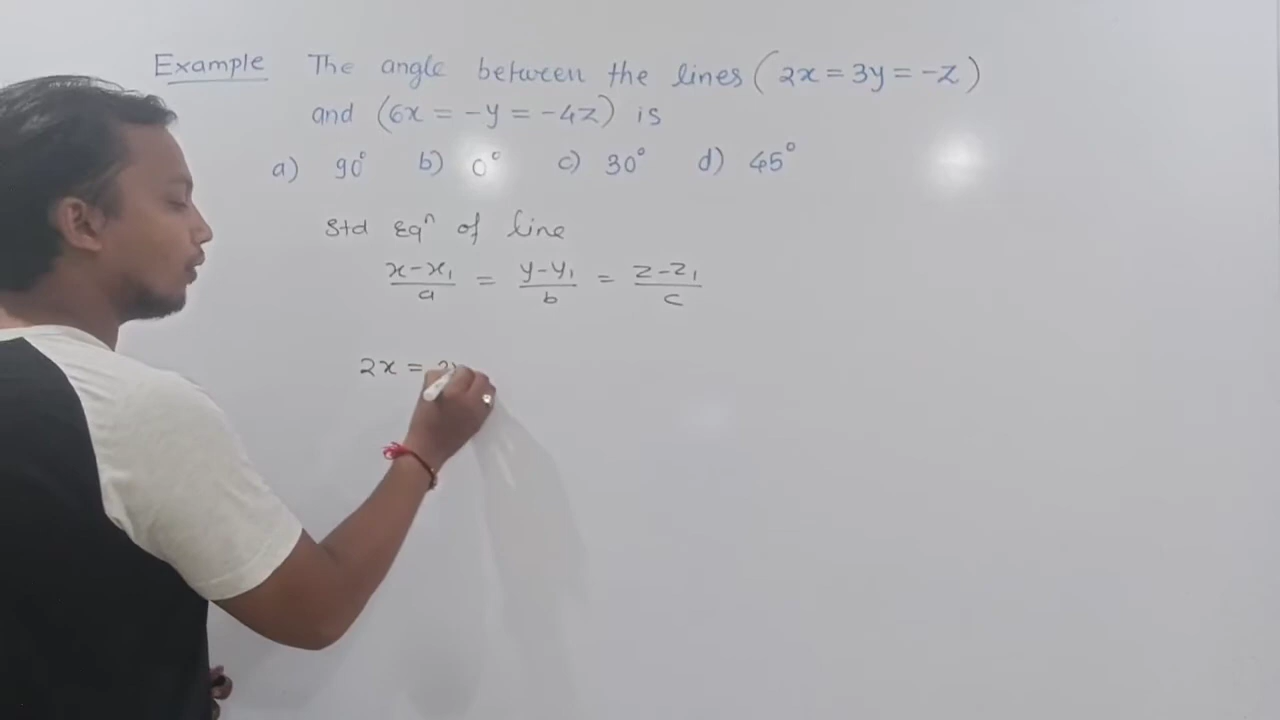 Example The angle between the lines (2x = 3y = -z)
and (6x = -y = -4z) is
a) 90° b) 0° c) 30° d) 45°
Std Eqⁿ of line
x-x₁/a = y-y₁/b = z-z₁/c
2x =